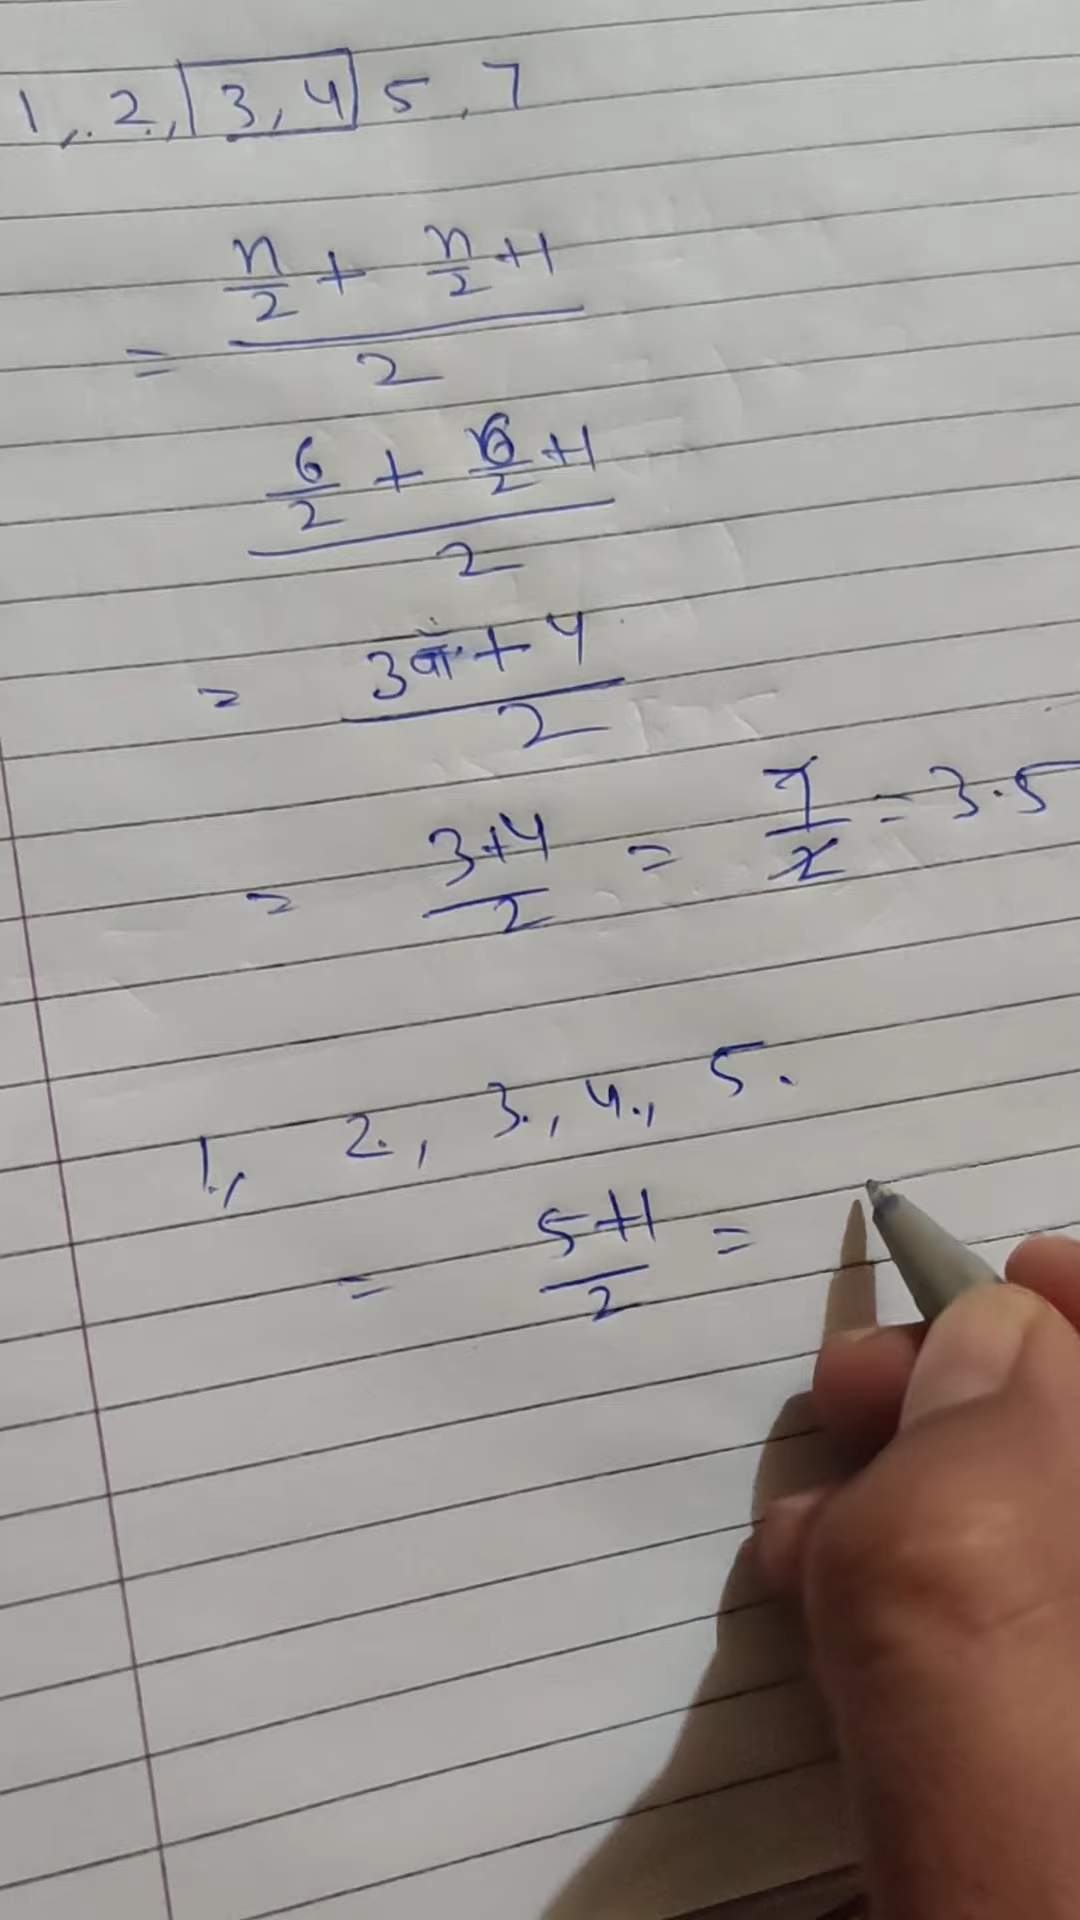 1, 2, 3, 4 5, 7
= (n/2 + n/2 + 1)/2
(6/2 + 6/2 + 1)/2
= (3 + 4)/2
= (3+4)/2 = 7/2 = 3.5
1, 2, 3, 4, 5.
= (5+1)/2 =